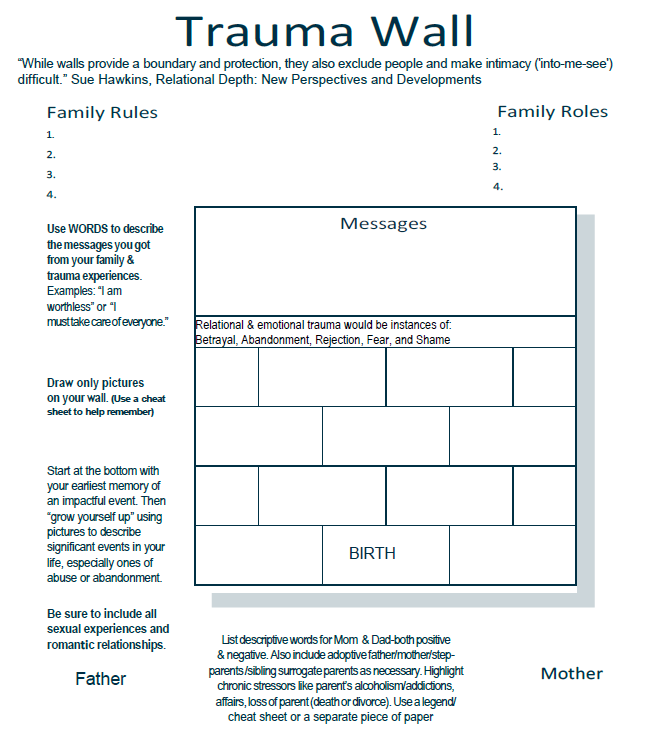 Trauma Wall
“While walls provide a boundary and protection, they also exclude people and make intimacy ('into-me-see')
difficult.” Sue Hawkins, Relational Depth: New Perspectives and Developments
Family Rules
1.
2.
3.
4.
Family Roles
1.
2.
3.
4.
Use WORDS to describe
the messages you got
from your family &
trauma experiences.
Examples: “I am
worthless” or “I
must take care of everyone.”
Draw only pictures
on your wall. (Use a cheat
sheet to help remember)
Start at the bottom with
your earliest memory of
an impactful event. Then
“grow yourself up” using
pictures to describe
significant events in your
life, especially ones of
abuse or abandonment.
Be sure to include all
sexual experiences and
romantic relationships.
Messages
Relational & emotional trauma would be instances of:
Betrayal, Abandonment, Rejection, Fear, and Shame
BIRTH
Father
List descriptive words for Mom & Dad-both positive
& negative. Also include adoptive father/mother/step-
parents /sibling surrogate parents as necessary. Highlight
chronic stressors like parent's alcoholism/addictions,
affairs, loss of parent (death or divorce). Use a legend/
cheat sheet or a separate piece of paper
Mother